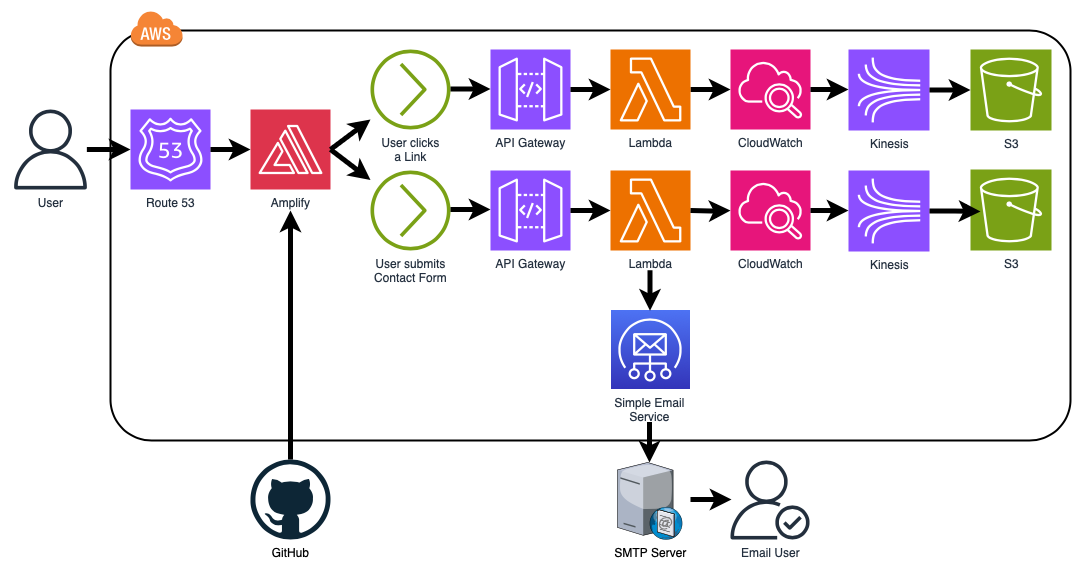 AWS
53
</>
User clicks
a Link
API Gateway
Lambda
CloudWatch
Kinesis
S3
User
Route 53
Amplify
</>
User submits
Contact Form
API Gateway
Lambda
CloudWatch
Kinesis
S3
Simple Email
Service
@
GitHub
SMTP Server
Email User